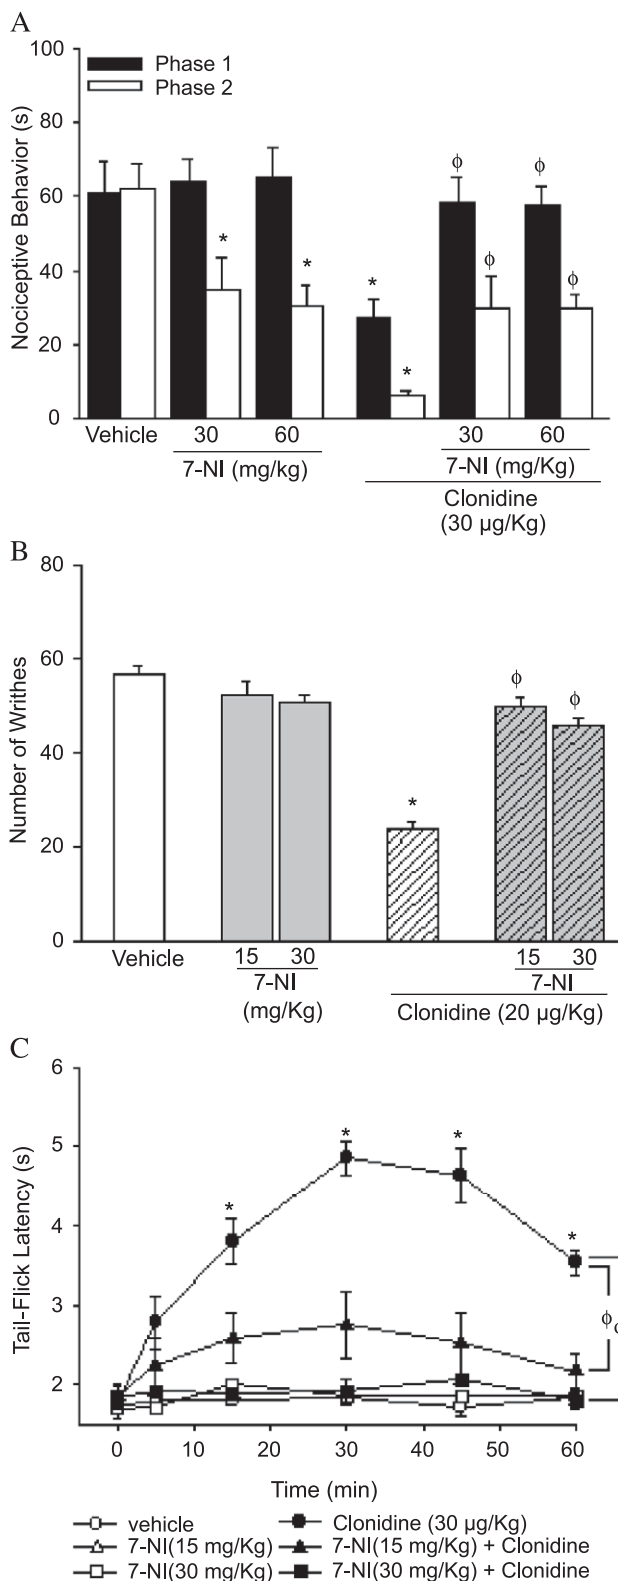 A
100
80
60
40
20
0
Nociceptive Behavior (s)
Phase 1
Phase 2
*
*
*
*
ϕ
ϕ
ϕ
ϕ
Vehicle
30
60
30
60
7-NI (mg/kg)
7-NI (mg/Kg)
Clonidine
(30 µg/Kg)
B
80
60
40
20
0
Number of Writhes
*
ϕ
ϕ
Vehicle
15
30
15
30
7-NI
7-NI
(mg/Kg)
Clonidine (20 µg/Kg)
C
6
5
4
3
2
Tail-Flick Latency (s)
*
*
*
*
ϕ
0
10
20
30
40
50
60
Time (min)
vehicle
7-NI(15 mg/Kg)
7-NI(30 mg/Kg)
Clonidine (30 µg/Kg)
7-NI(15 mg/Kg) + Clonidine
7-NI(30 mg/Kg) + Clonidine